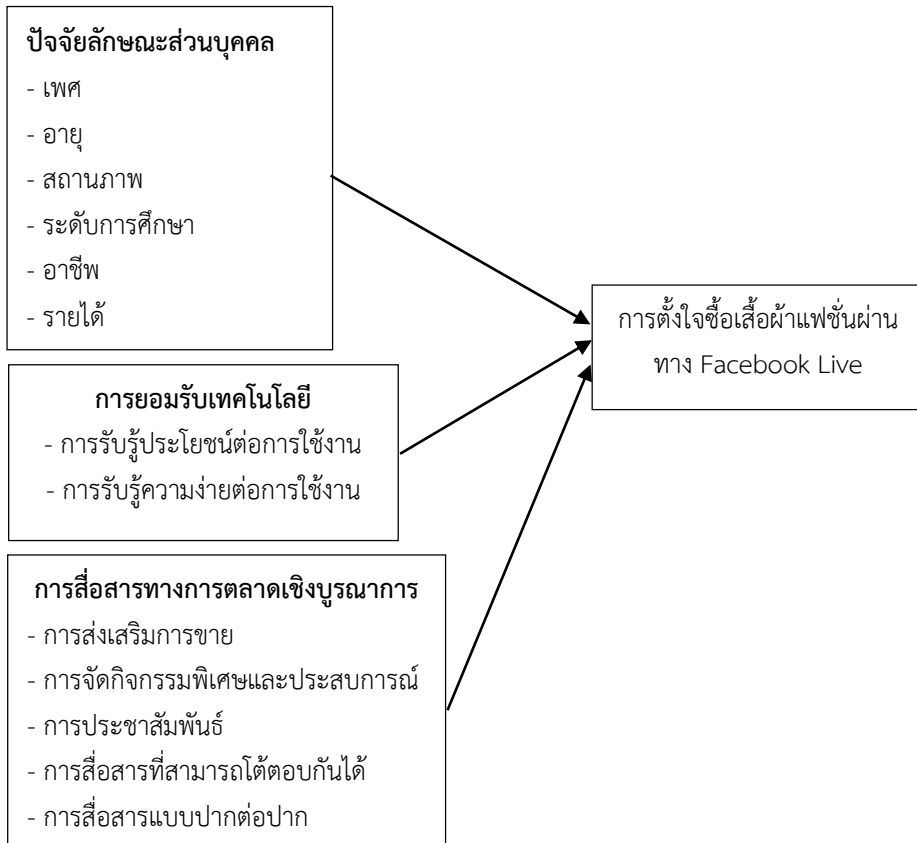 ปัจจัยลักษณะส่วนบุคคล
- เพศ
- อายุ
- สถานภาพ
- ระดับการศึกษา
- อาชีพ
- รายได้
การยอมรับเทคโนโลยี
- การรับรู้ประโยชน์ต่อการใช้งาน
- การรับรู้ความง่ายต่อการใช้งาน
การสื่อสารทางการตลาดเชิงบูรณาการ
- การส่งเสริมการขาย
- การจัดกิจกรรมพิเศษและประสบการณ์
- การประชาสัมพันธ์
- การสื่อสารที่สามารถโต้ตอบกันได้
- การสื่อสารแบบปากต่อปาก
การตั้งใจซื้อเสื้อผ้าแฟชั่นผ่าน
ทาง Facebook Live